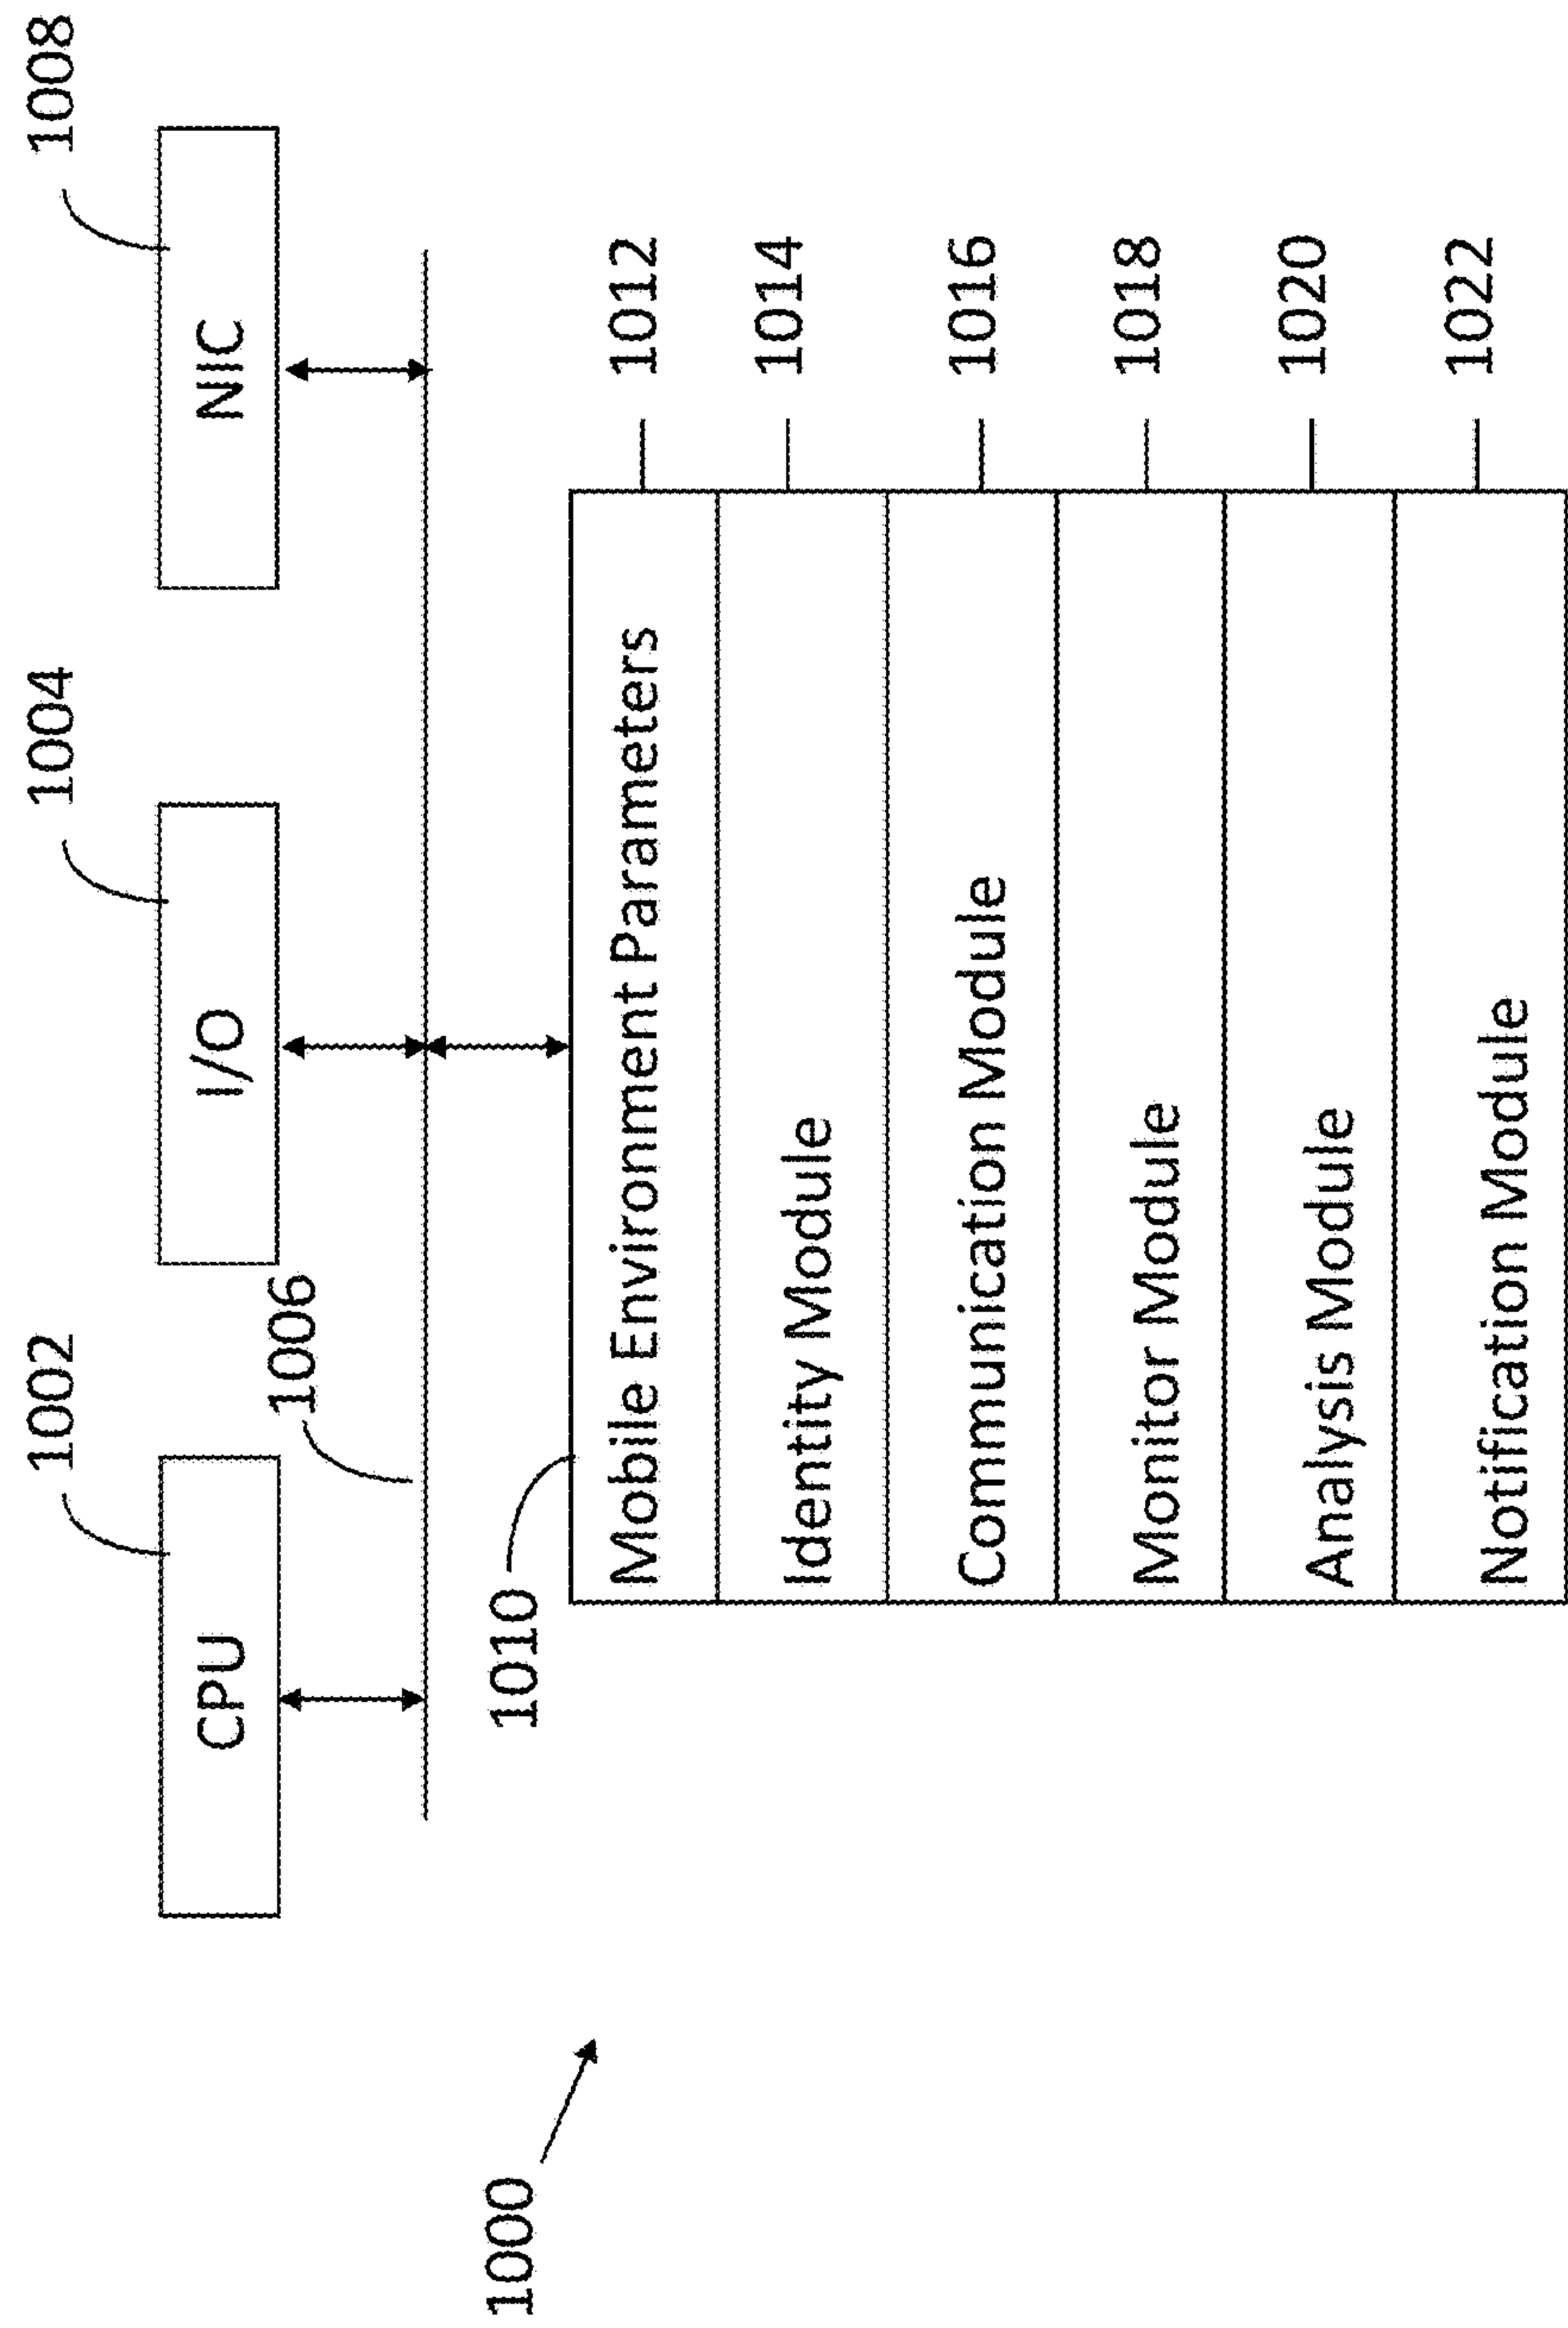 1002
1004
1008
CPU
I/O
NIC
1006
1010
Mobile Environment Parameters
1012
Identity Module
1014
Communication Module
1016
Monitor Module
1018
Analysis Module
1020
Notification Module
1022
1000